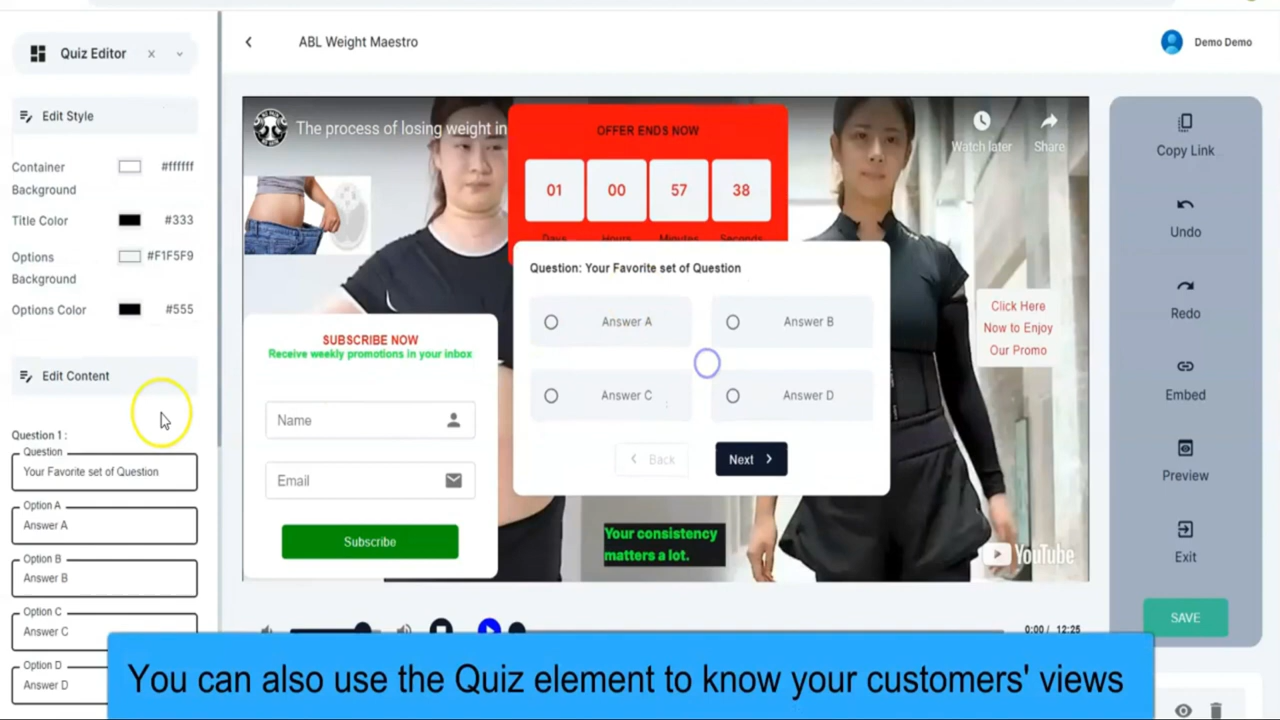 Quiz Editor
ABL Weight Maestro
Demo Demo
Edit Style
Container Background
#ffffff
Title Color
#333
Options Background
#F1F5F9
Options Color
#555
Edit Content
Question 1 :
Question
Your Favorite set of Question
Option A
Answer A
Option B
Answer B
Option C
Answer C
Option D
Answer D
The process of losing weight in
OFFER ENDS NOW
01
00
57
38
Days
Hours
Minutes
Seconds
Watch later
Share
Question: Your Favorite set of Question
Answer A
Answer B
Answer C
Answer D
Back
Next
SUBSCRIBE NOW
Receive weekly promotions in your inbox
Name
Email
Subscribe
Click Here
Now to Enjoy
Our Promo
Your consistency
matters a lot.
YouTube
0:00 / 12:25
Copy Link
Undo
Redo
Embed
Preview
Exit
SAVE
You can also use the Quiz element to know your customers' views